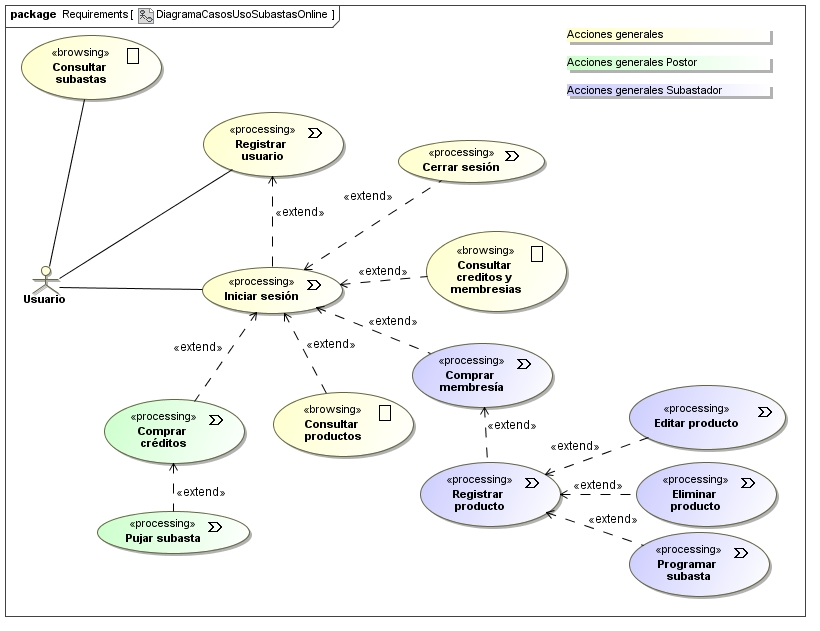 package Requirements[ DiagramaCasosUsoSubastasOnline ]
Acciones generales
Acciones generales Postor
Acciones generales Subastador
«browsing»
Consultar
subastas
«processing»
Registrar
usuario
«processing»
Cerrar sesión
«extend»
«extend»
«browsing»
Consultar
creditos y
membresias
«extend»
«processing»
Iniciar sesión
Usuario
«extend»
«extend»
«extend»
«processing»
Comprar
membresía
«processing»
Comprar
créditos
«browsing»
Consultar
productos
«processing»
Editar producto
«extend»
«extend»
«processing»
Registrar
producto
«extend»
«processing»
Eliminar
producto
«extend»
«extend»
«processing»
Pujar subasta
«processing»
Programar
subasta